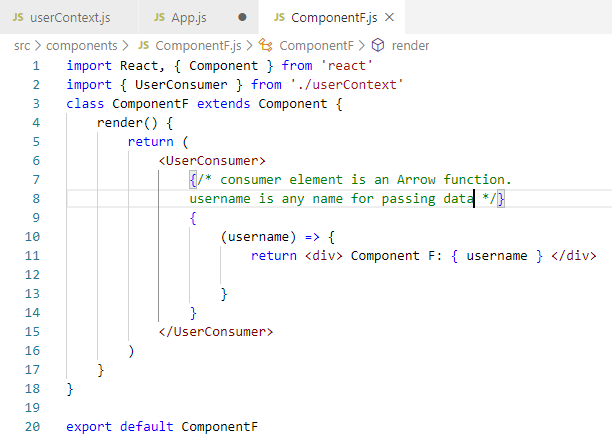 JS userContext.js JS App.js JS ComponentF.js
src > components > JS ComponentF.js > ComponentF > render
1 import React, { Component } from 'react'
2 import { UserConsumer } from './userContext'
3 class ComponentF extends Component {
4 render() {
5 return (
6 <UserConsumer>
7 {/* consumer element is an Arrow function.
8 username is any name for passing data */}
9 {
10 (username) => {
11 return <div> Component F: { username } </div>
12
13 }
14 }
15 </UserConsumer>
16 )
17 }
18 }
19
20 export default ComponentF